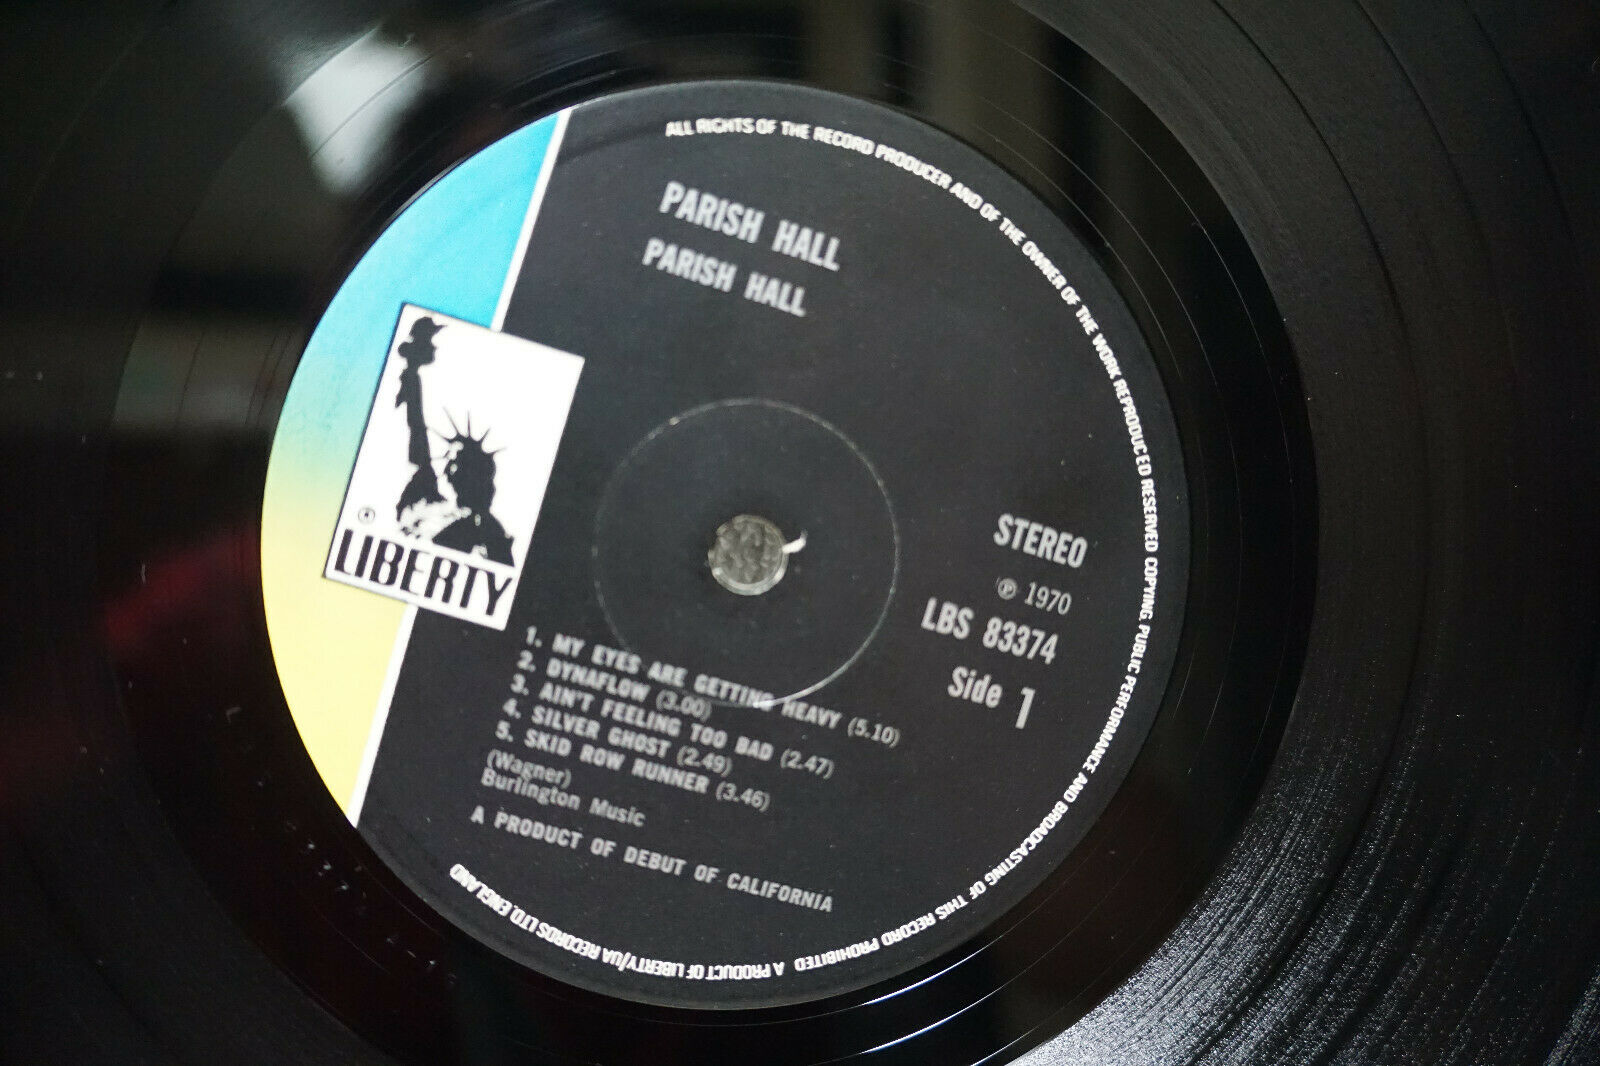 ALL RIGHTS OF THE RECORD PRODUCER AND OF THE OWNER OF THE WORK REPRODUCED RESERVED COPYING, PUBLIC PERFORMANCE AND BROADCASTING OF THIS RECORD PROHIBITED A PRODUCT OF LIBERTY/UA RECORDS LTD. ENGLAND
PARISH HALL
PARISH HALL
®
LIBERTY
STEREO
℗ 1970
LBS 83374
Side 1
1. MY EYES ARE GETTING HEAVY (5.10)
2. DYNAFLOW (3.00)
3. AIN'T FEELING TOO BAD (2.47)
4. SILVER GHOST (2.49)
5. SKID ROW RUNNER (3.46)
(Wagner)
Burlington Music
A PRODUCT OF DEBUT OF CALIFORNIA